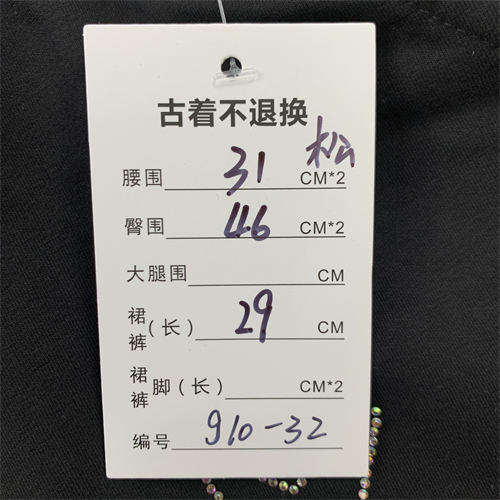 古着不退换
松
腰围 31 CM*2
臀围 46 CM*2
大腿围 CM
裙裤(长) 29 CM
裙裤脚(长) CM*2
编号 910-32